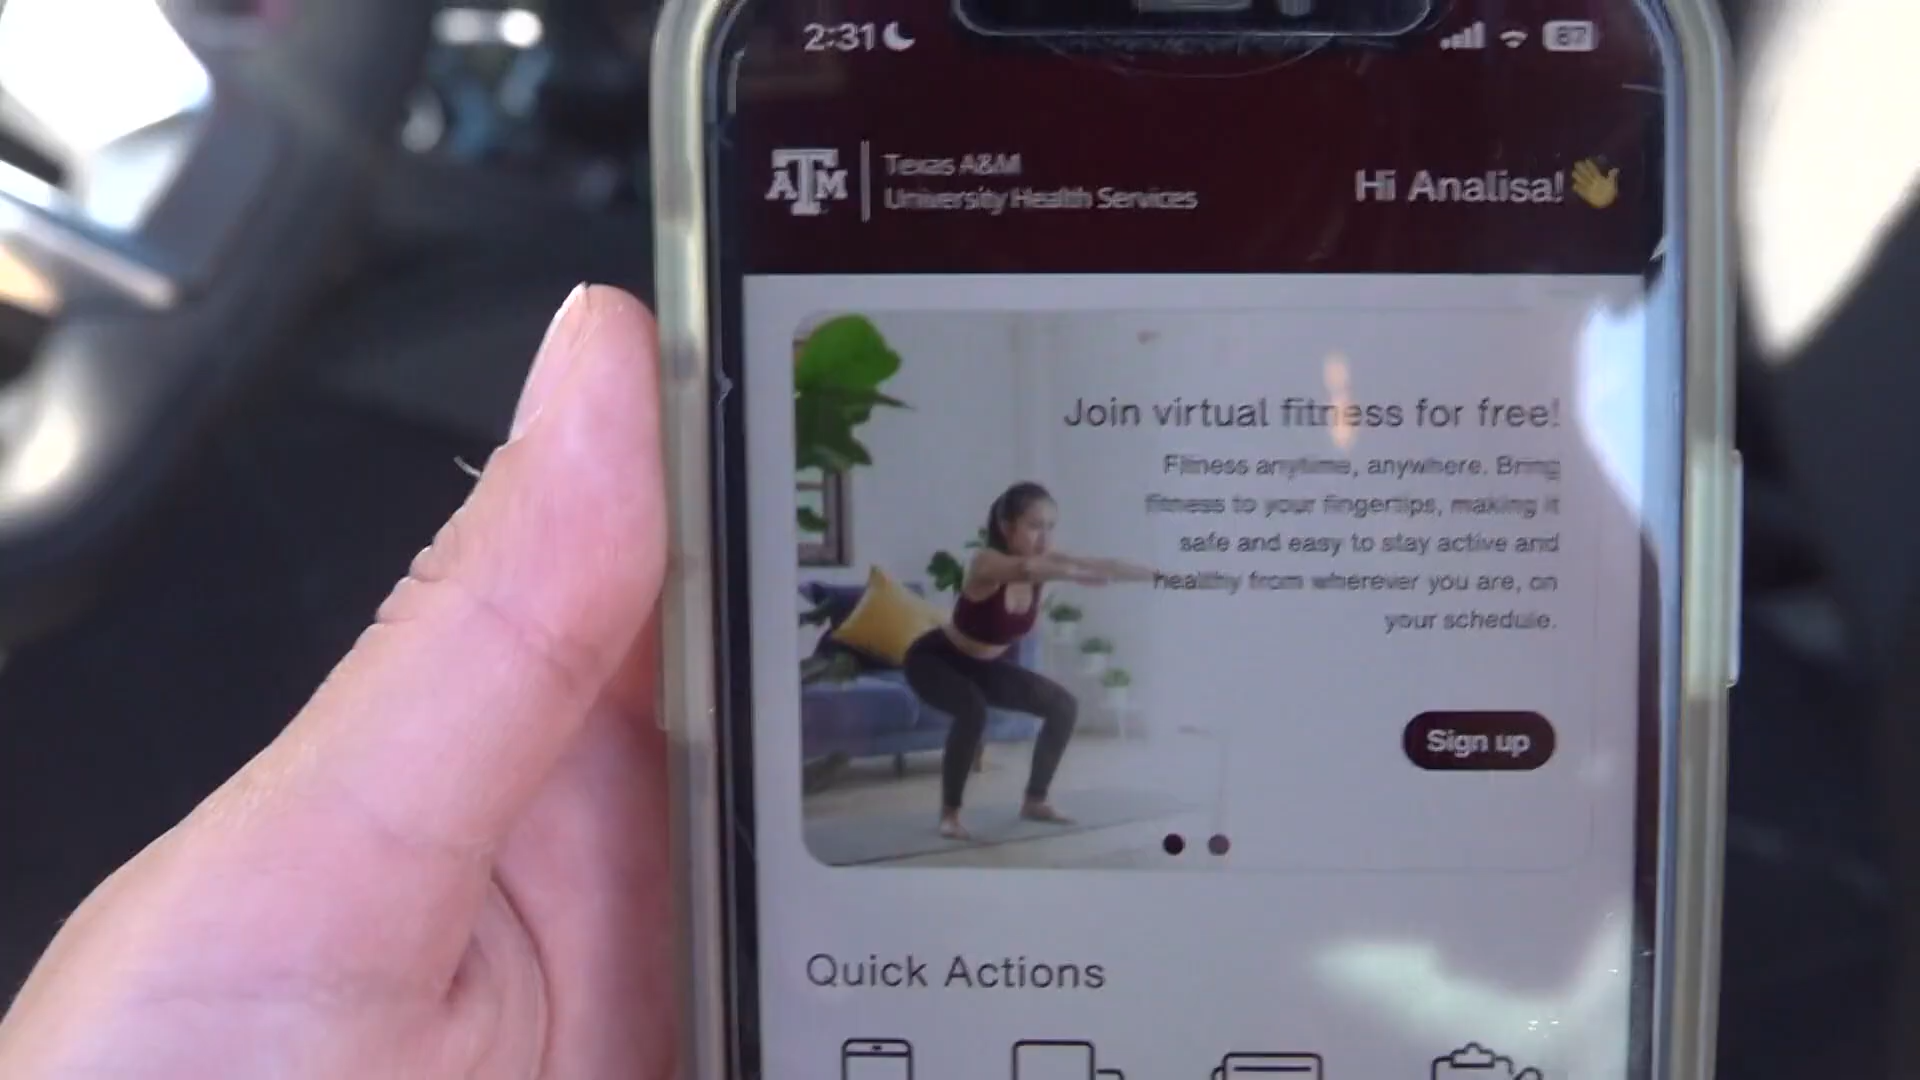 2:31
87
ATM
Texas A&M
University Health Services
Hi Analisa!👋
Join virtual fitness for free!
Fitness anytime, anywhere. Bring
fitness to your fingertips, making it
safe and easy to stay active and
healthy from wherever you are, on
your schedule.
Sign up
Quick Actions